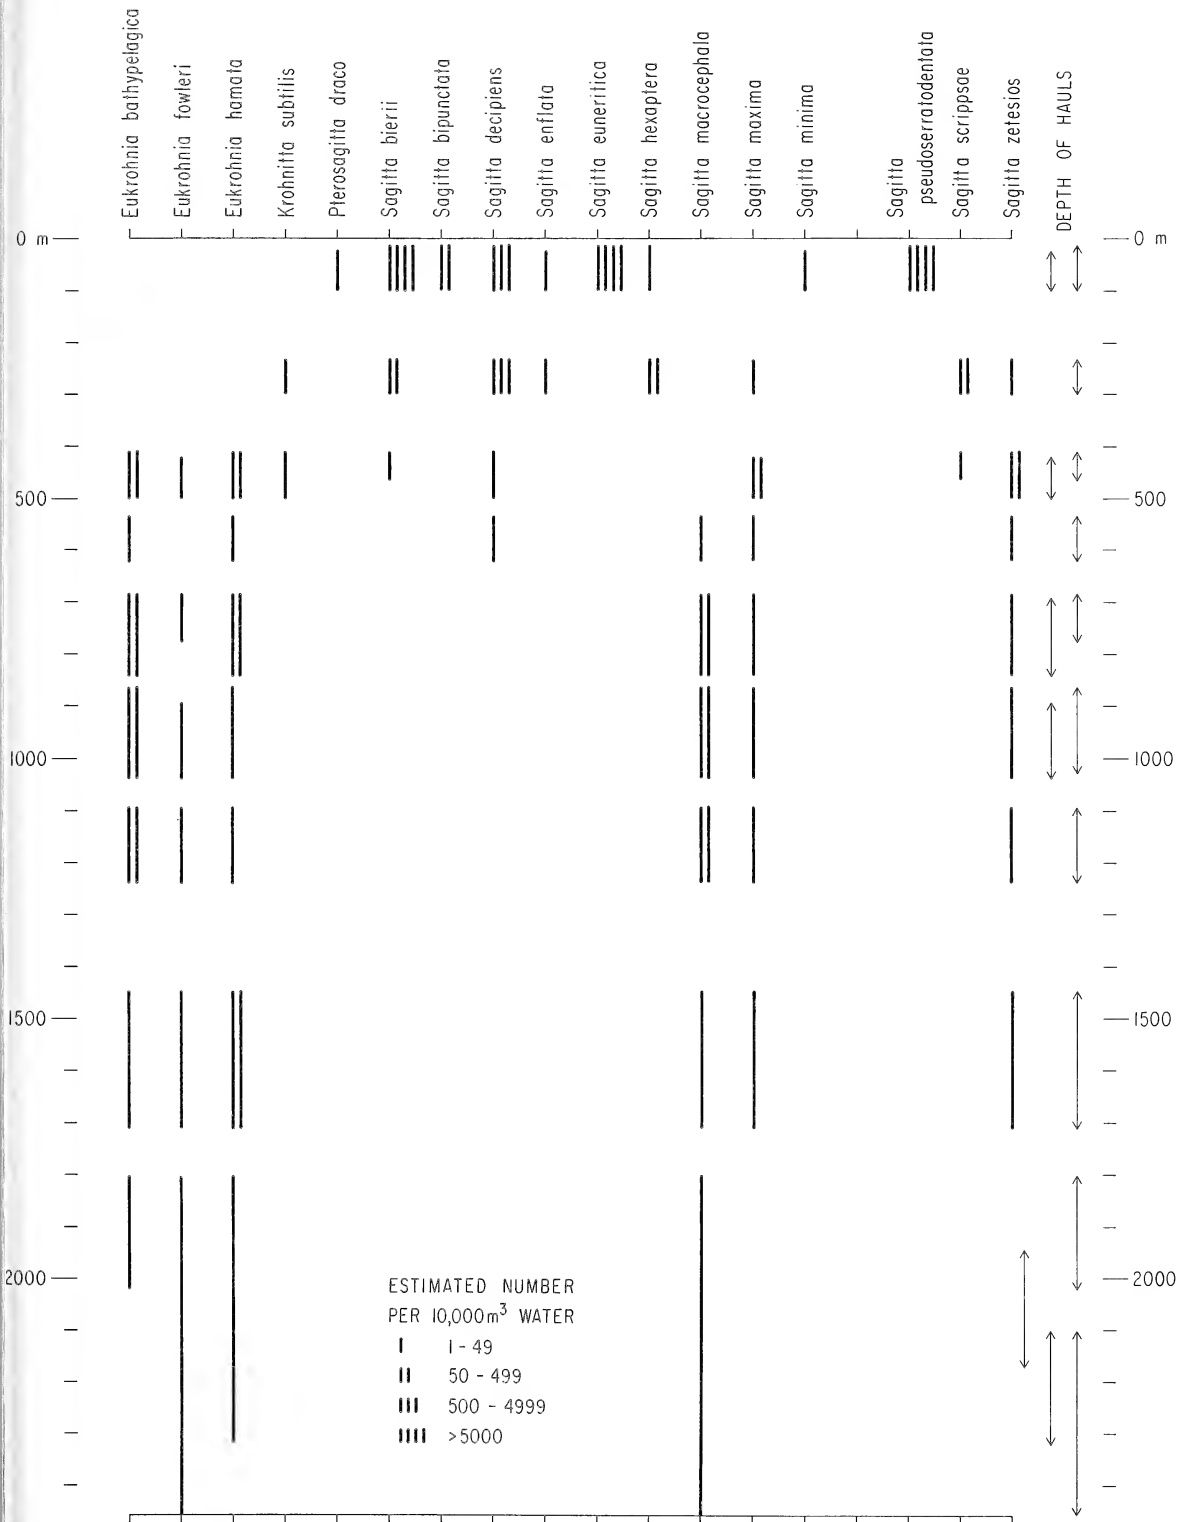 Eukrohnia bathypelagica
Eukrohnia fowleri
Eukrohnia hamata
Krohnitta subtilis
Pterosagitta draco
Sagitta bierii
Sagitta bipunctata
Sagitta decipiens
Sagitta enflata
Sagitta euneritica
Sagitta hexaptera
Sagitta macrocephala
Sagitta maxima
Sagitta minima
Sagitta
pseudoserratodentata
Sagitta scrippsae
Sagitta zetesios
DEPTH OF HAULS
0 m
0 m
500
500
1000
1000
1500
1500
2000
2000
ESTIMATED NUMBER
PER 10,000m³ WATER
1 - 49
50 - 499
500 - 4999
>5000